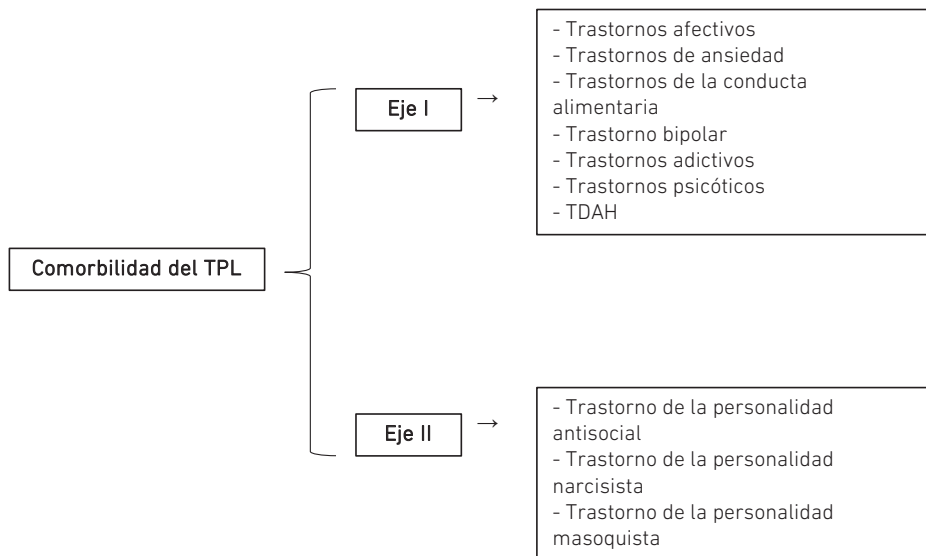 Comorbilidad del TPL
Eje I
→
- Trastornos afectivos
- Trastornos de ansiedad
- Trastornos de la conducta
alimentaria
- Trastorno bipolar
- Trastornos adictivos
- Trastornos psicóticos
- TDAH
Eje II
→
- Trastorno de la personalidad
antisocial
- Trastorno de la personalidad
narcisista
- Trastorno de la personalidad
masoquista